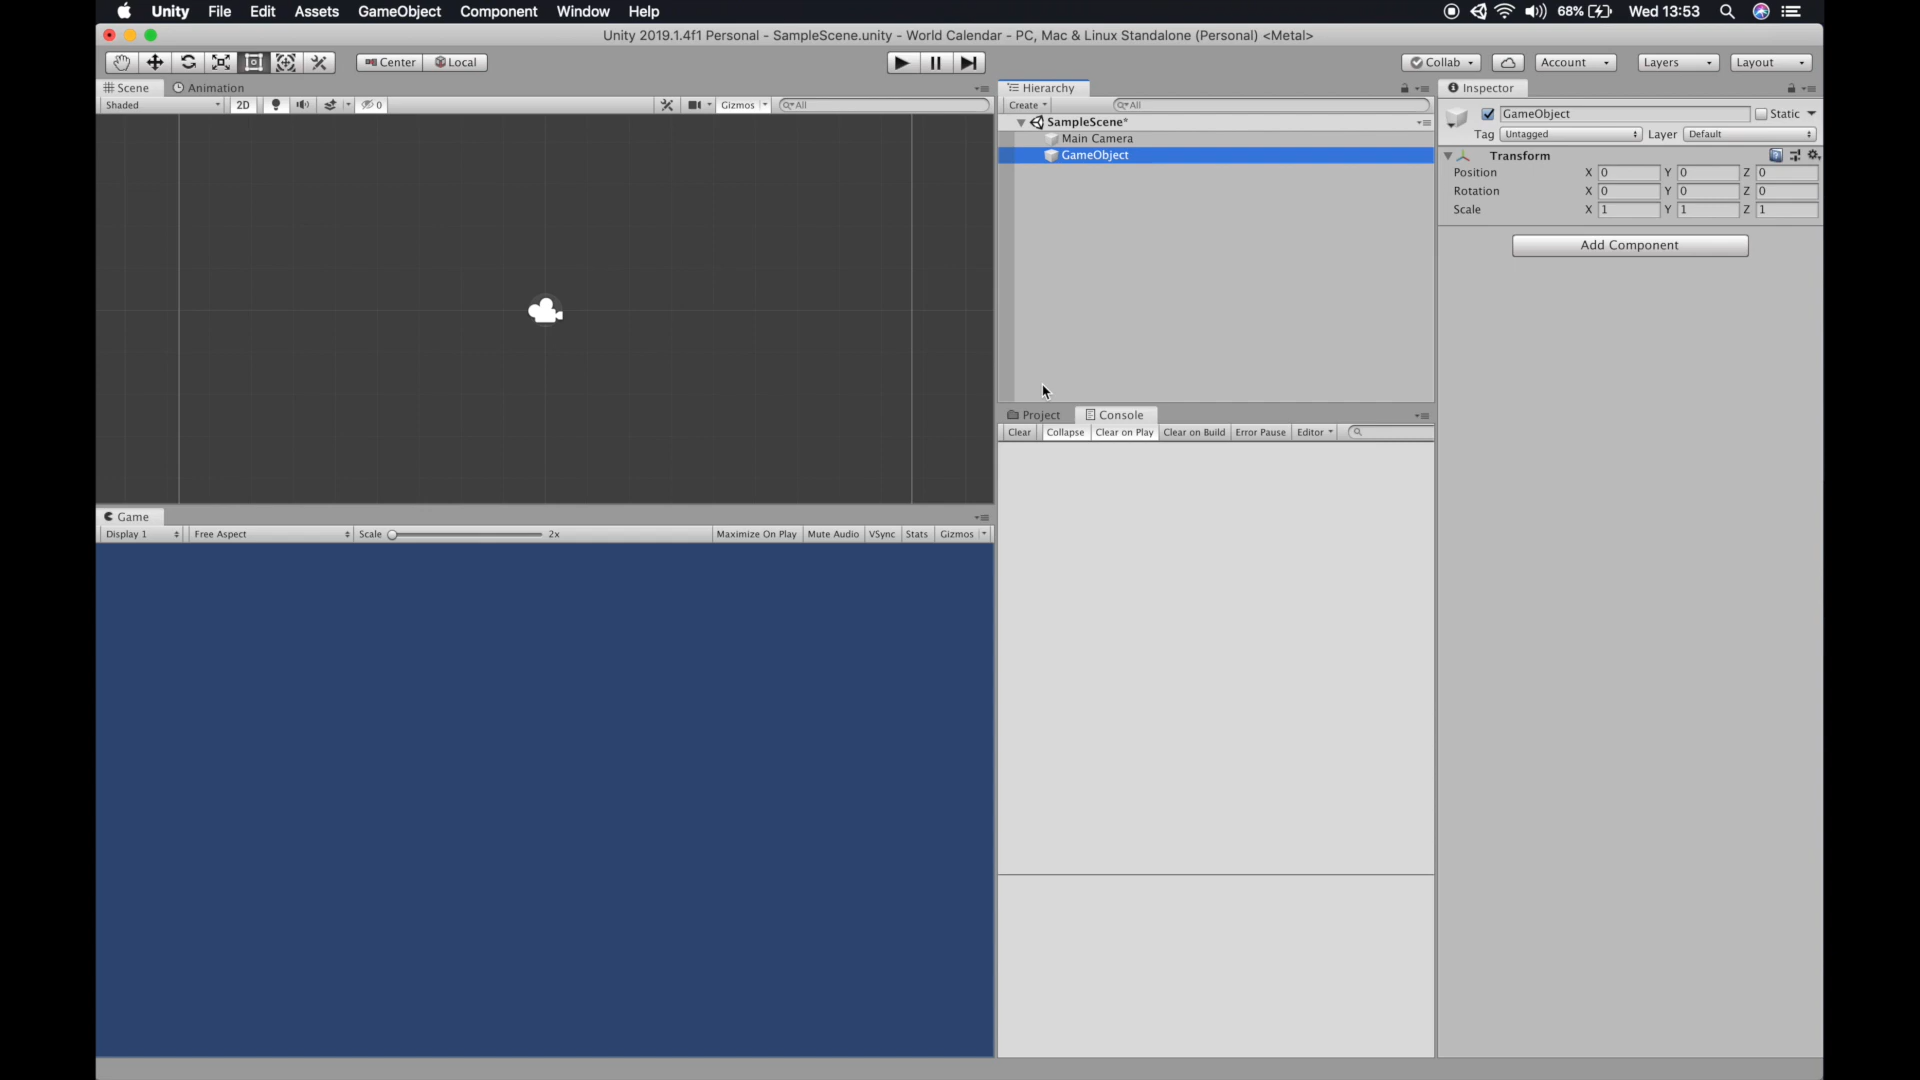 Unity File Edit Assets GameObject Component Window Help 68% Wed 13:53
Unity 2019.1.4f1 Personal - SampleScene.unity - World Calendar - PC, Mac & Linux Standalone (Personal) <Metal>
Center Local Collab Account Layers Layout
Scene Animation
Shaded 2D 0 Gizmos All
Hierarchy
Create All
SampleScene*
Main Camera
GameObject
Inspector
GameObject Static
Tag Untagged Layer Default
Transform
Position X 0 Y 0 Z 0
Rotation X 0 Y 0 Z 0
Scale X 1 Y 1 Z 1
Add Component
Project Console
Clear Collapse Clear on Play Clear on Build Error Pause Editor
Game
Display 1 Free Aspect Scale 2x Maximize On Play Mute Audio VSync Stats Gizmos